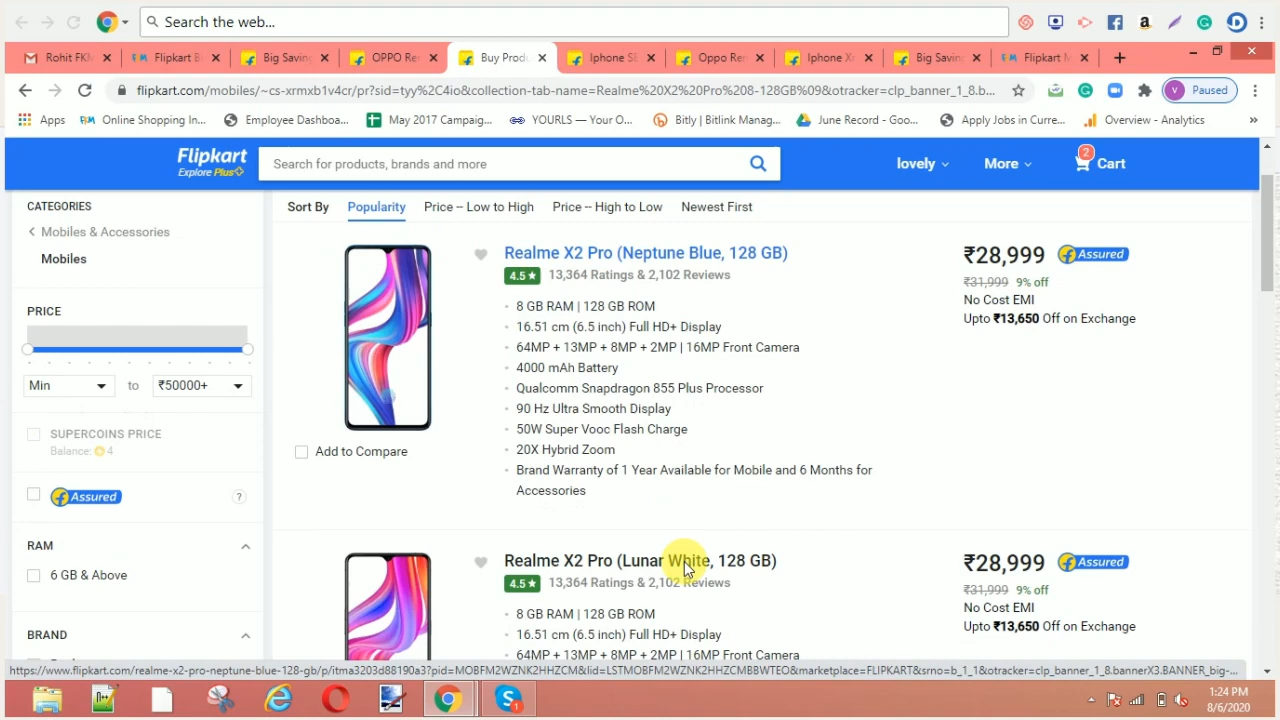 Search the web...
Rohit FKM
Flipkart B
Big Saving
OPPO Re
Buy Produ
Iphone SE
Oppo Ren
Iphone X
Big Savin
Flipkart M
flipkart.com/mobiles/~cs-xrmxb1v4cr/pr?sid=tyy%2C4io&collection-tab-name=Realme%20X2%20Pro%208-128GB%09&otracker=clp_banner_1_8.b...
V
Paused
Apps
Online Shopping In...
Employee Dashboa...
May 2017 Campaig...
YOURLS — Your O...
Bitly | Bitlink Manag...
June Record - Goo...
Apply Jobs in Curre...
Overview - Analytics
»
Flipkart
Explore Plus
Search for products, brands and more
lovely
More
2
Cart
CATEGORIES
Mobiles & Accessories
Mobiles
PRICE
Min
to
₹50000+
SUPERCOINS PRICE
Balance: 4
Assured
?
RAM
6 GB & Above
BRAND
Sort By
Popularity
Price -- Low to High
Price -- High to Low
Newest First
Realme X2 Pro (Neptune Blue, 128 GB)
4.5★ 13,364 Ratings & 2,102 Reviews
8 GB RAM | 128 GB ROM
16.51 cm (6.5 inch) Full HD+ Display
64MP + 13MP + 8MP + 2MP | 16MP Front Camera
4000 mAh Battery
Qualcomm Snapdragon 855 Plus Processor
90 Hz Ultra Smooth Display
50W Super Vooc Flash Charge
20X Hybrid Zoom
Brand Warranty of 1 Year Available for Mobile and 6 Months for
Accessories
Add to Compare
₹28,999
Assured
₹31,999 9% off
No Cost EMI
Upto ₹13,650 Off on Exchange
Realme X2 Pro (Lunar White, 128 GB)
4.5★ 13,364 Ratings & 2,102 Reviews
8 GB RAM | 128 GB ROM
16.51 cm (6.5 inch) Full HD+ Display
64MP + 13MP + 8MP + 2MP | 16MP Front Camera
₹28,999
Assured
₹31,999 9% off
No Cost EMI
Upto ₹13,650 Off on Exchange
https://www.flipkart.com/realme-x2-pro-neptune-blue-128-gb/p/itma3203d88190a3?pid=MOBFM2WZNK2HHZCM&lid=LSTMOBFM2WZNK2HHZCMBBWTEO&marketplace=FLIPKART&srno=b_1_1&otracker=clp_banner_1_8.bannerX3.BANNER_big-...
1:24 PM
8/6/2020